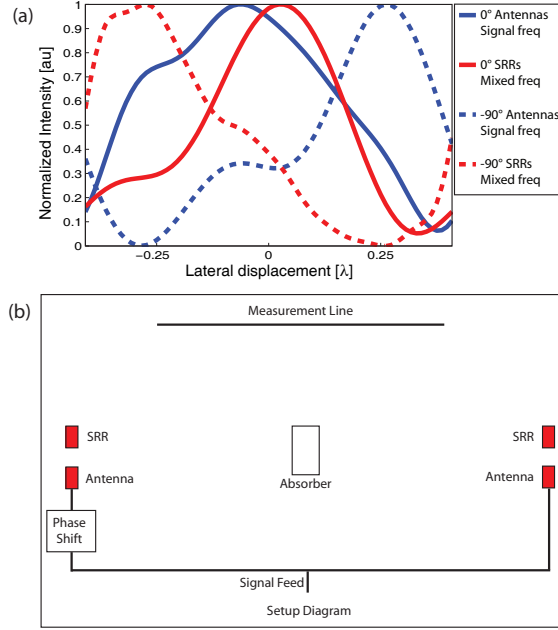 (a)
Normalized Intensity [au]
1
0.9
0.8
0.7
0.6
0.5
0.4
0.3
0.2
0.1
0
−0.25
0
0.25
Lateral displacement [λ]
0° Antennas
Signal freq
0° SRRs
Mixed freq
-90° Antennas
Signal freq
-90° SRRs
Mixed freq
(b)
Measurement Line
SRR
SRR
Antenna
Absorber
Antenna
Phase
Shift
Signal Feed
Setup Diagram